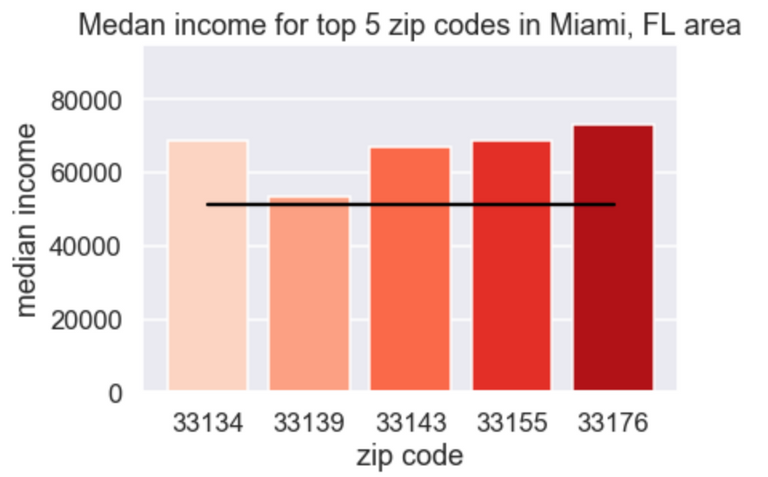 Medan income for top 5 zip codes in Miami, FL area
80000
60000
40000
20000
0
median income
33134 33139 33143 33155 33176
zip code